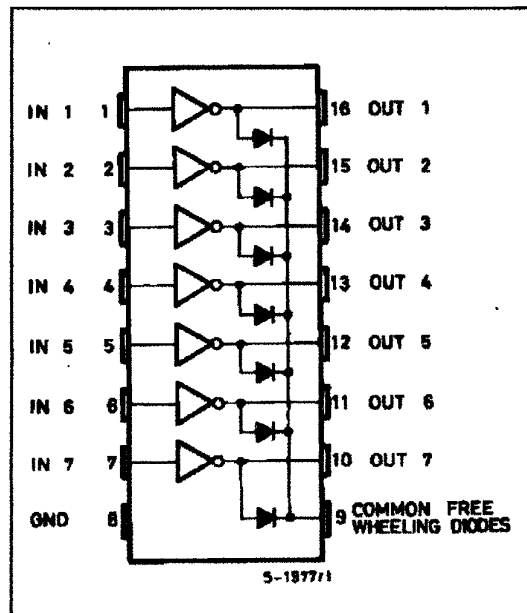 IN 1 1 16 OUT 1
IN 2 2 15 OUT 2
IN 3 3 14 OUT 3
IN 4 4 13 OUT 4
IN 5 5 12 OUT 5
IN 6 6 11 OUT 6
IN 7 7 10 OUT 7
GND 8 9 COMMON FREE
WHEELING DIODES
5-1977/1